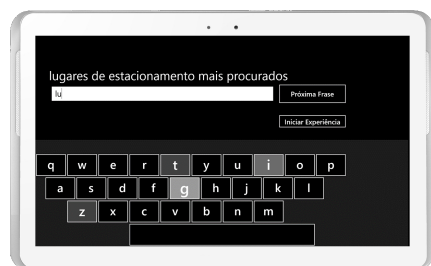 lugares de estacionamento mais procurados
lu
Próxima Frase
Iniciar Experiência
q w e r t y u i o p
a s d f g h j k l
z x c v b n m